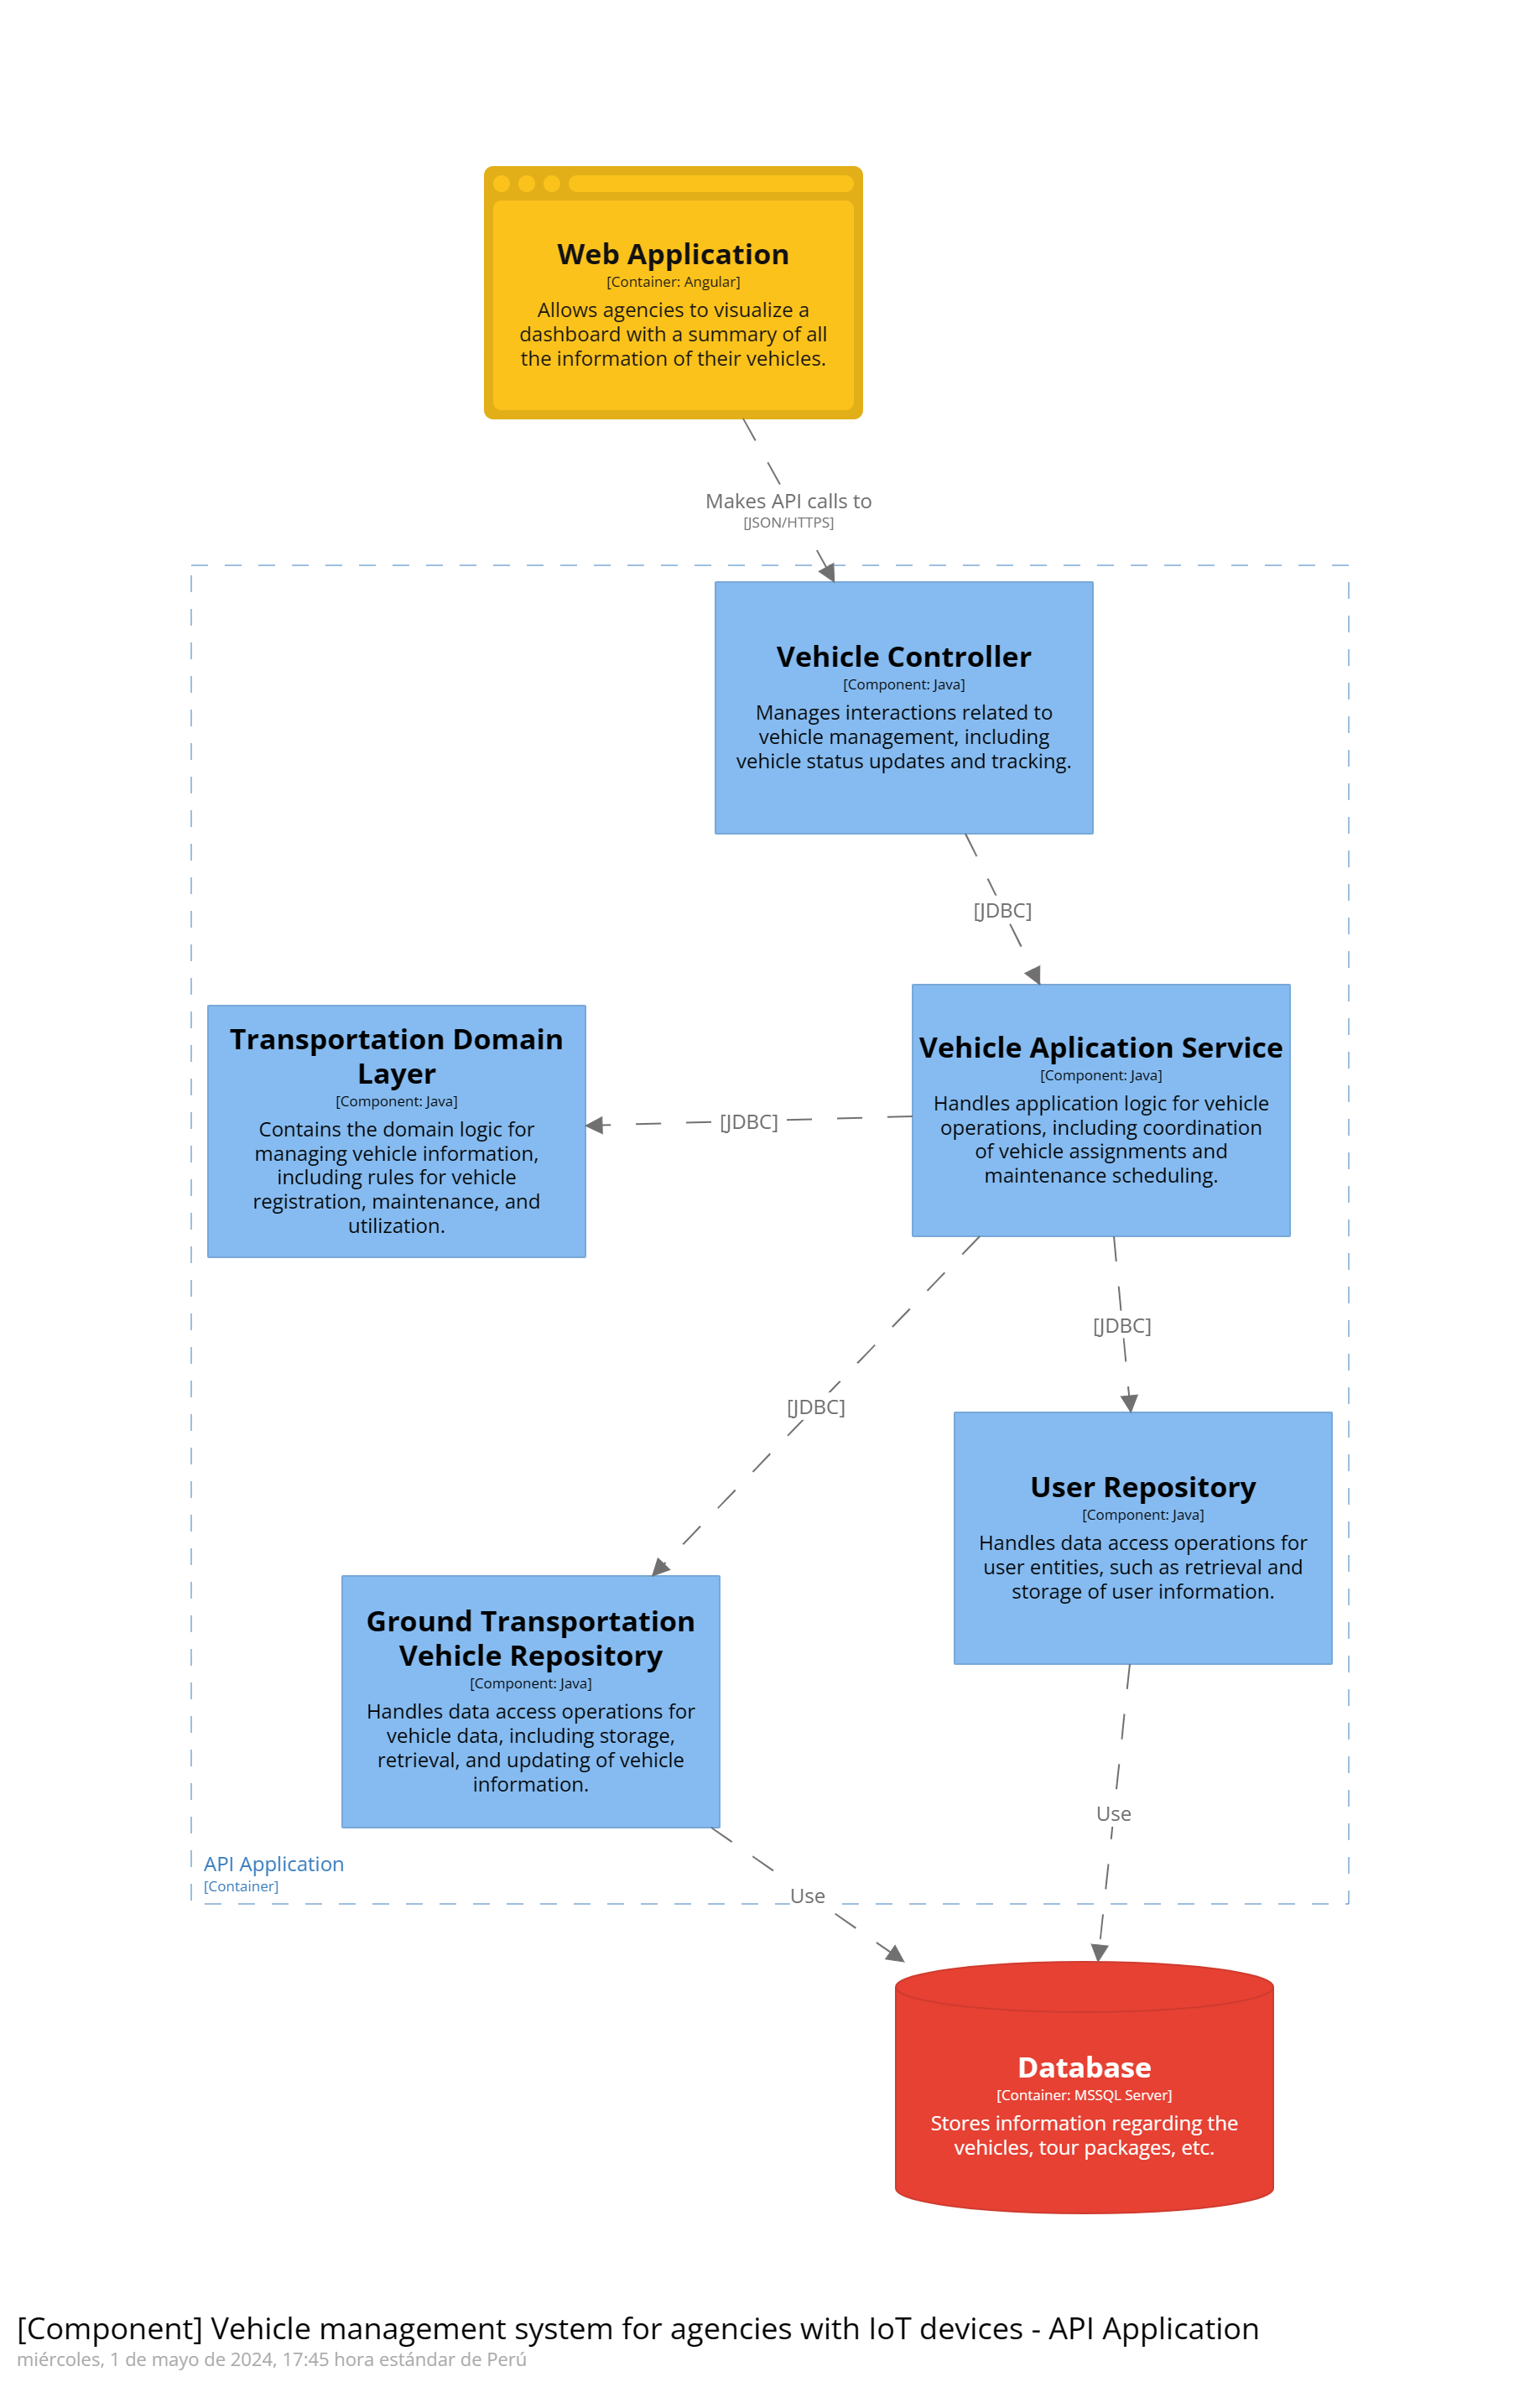 Web Application
[Container: Angular]
Allows agencies to visualize a
dashboard with a summary of all
the information of their vehicles.
Makes API calls to
[JSON/HTTPS]
Vehicle Controller
[Component: Java]
Manages interactions related to
vehicle management, including
vehicle status updates and tracking.
[JDBC]
Transportation Domain
Layer
[Component: Java]
Contains the domain logic for
managing vehicle information,
including rules for vehicle
registration, maintenance, and
utilization.
[JDBC]
Vehicle Aplication Service
[Component: Java]
Handles application logic for vehicle
operations, including coordination
of vehicle assignments and
maintenance scheduling.
[JDBC]
[JDBC]
User Repository
[Component: Java]
Handles data access operations for
user entities, such as retrieval and
storage of user information.
Ground Transportation
Vehicle Repository
[Component: Java]
Handles data access operations for
vehicle data, including storage,
retrieval, and updating of vehicle
information.
Use
API Application
[Container]
Use
Database
[Container: MSSQL Server]
Stores information regarding the
vehicles, tour packages, etc.
[Component] Vehicle management system for agencies with IoT devices - API Application
miércoles, 1 de mayo de 2024, 17:45 hora estándar de Perú